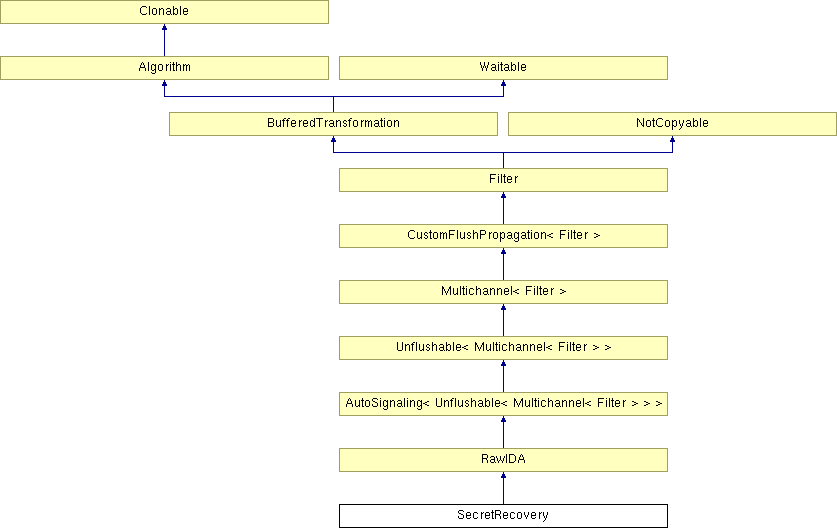 Clonable
Algorithm
Waitable
BufferedTransformation
NotCopyable
Filter
CustomFlushPropagation< Filter >
Multichannel< Filter >
Unflushable< Multichannel< Filter > >
AutoSignaling< Unflushable< Multichannel< Filter > > >
RawIDA
SecretRecovery